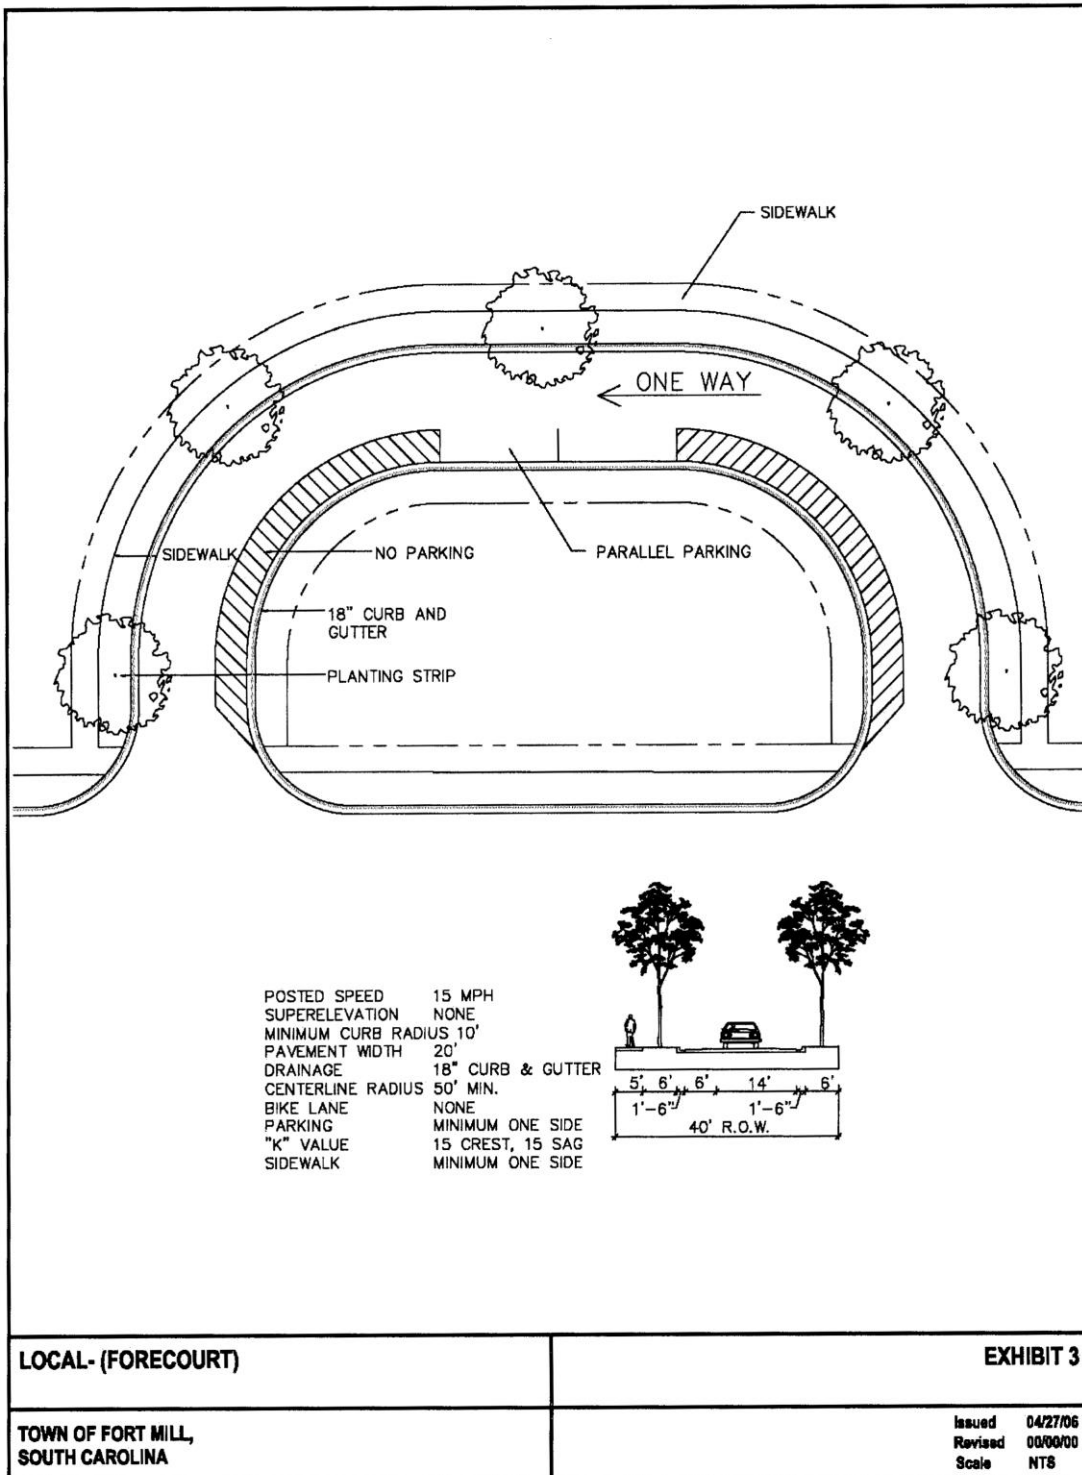 SIDEWALK
ONE WAY
SIDEWALK
NO PARKING
PARALLEL PARKING
18" CURB AND
GUTTER
PLANTING STRIP
POSTED SPEED 15 MPH
SUPERELEVATION NONE
MINIMUM CURB RADIUS 10'
PAVEMENT WIDTH 20'
DRAINAGE 18" CURB & GUTTER
CENTERLINE RADIUS 50' MIN.
BIKE LANE NONE
PARKING MINIMUM ONE SIDE
"K" VALUE 15 CREST, 15 SAG
SIDEWALK MINIMUM ONE SIDE
5' 6' 6' 14' 6'
1'-6" 1'-6"
40' R.O.W.
LOCAL- (FORECOURT)
EXHIBIT 3
TOWN OF FORT MILL,
SOUTH CAROLINA
Issued 04/27/06
Revised 00/00/00
Scale NTS